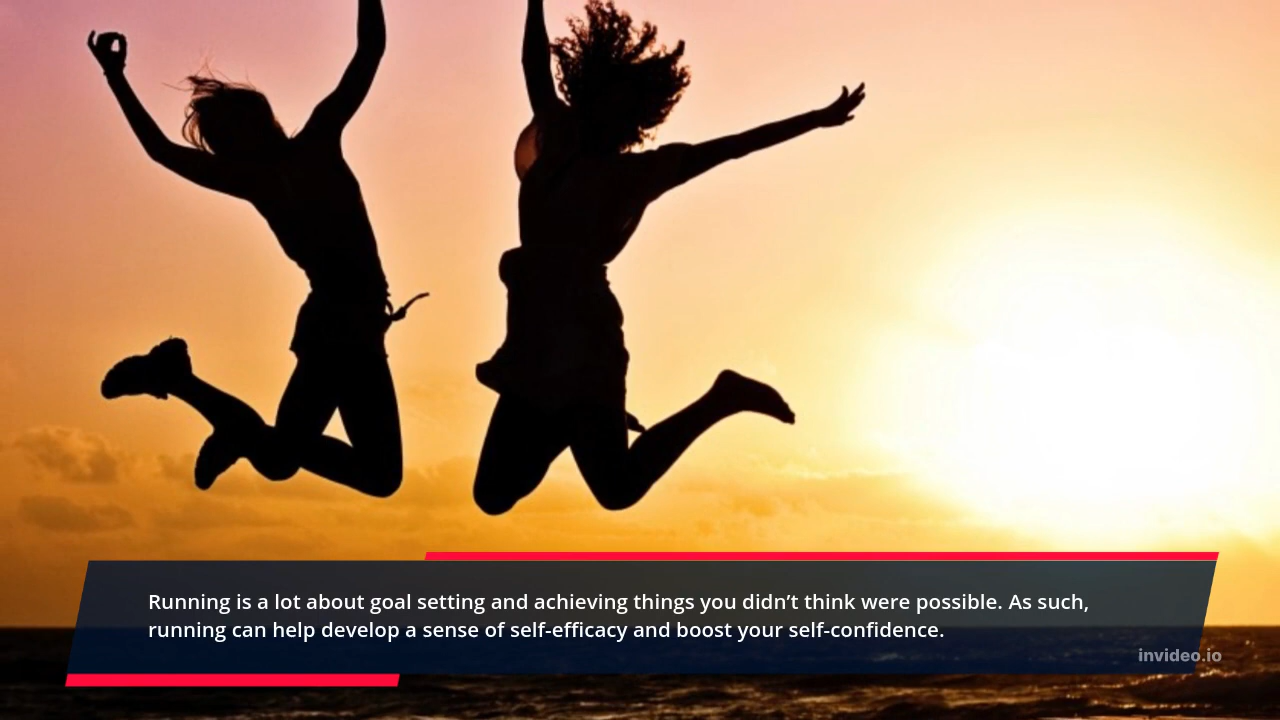 Running is a lot about goal setting and achieving things you didn’t think were possible. As such,
running can help develop a sense of self-efficacy and boost your self-confidence.
invideo.io